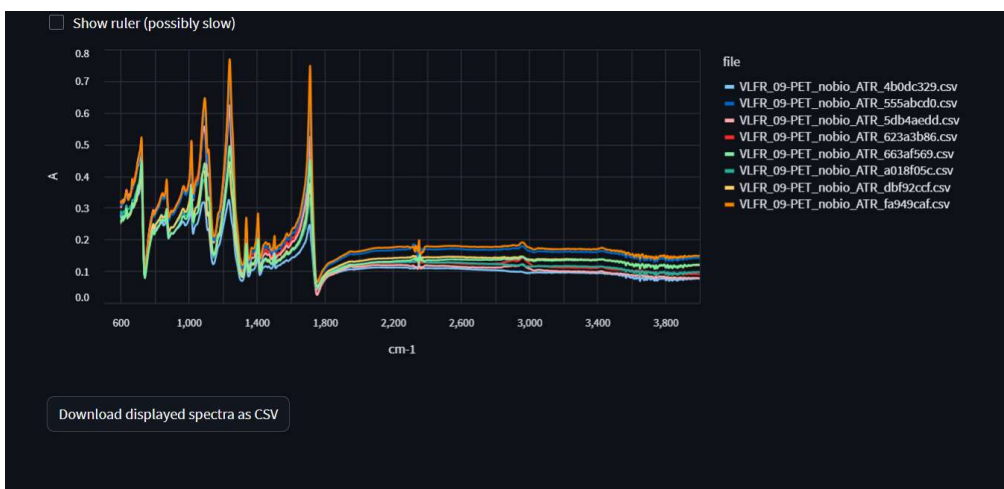 Show ruler (possibly slow)
0.8
0.7
0.6
0.5
0.4
0.3
0.2
0.1
0.0
A
600
1,000
1,400
1,800
2,200
2,600
3,000
3,400
3,800
cm-1
file
VLFR_09-PET_nobio_ATR_4b0dc329.csv
VLFR_09-PET_nobio_ATR_555abcd0.csv
VLFR_09-PET_nobio_ATR_5db4aedd.csv
VLFR_09-PET_nobio_ATR_623a3b86.csv
VLFR_09-PET_nobio_ATR_663af569.csv
VLFR_09-PET_nobio_ATR_a018f05c.csv
VLFR_09-PET_nobio_ATR_dbf92ccf.csv
VLFR_09-PET_nobio_ATR_fa949caf.csv
Download displayed spectra as CSV